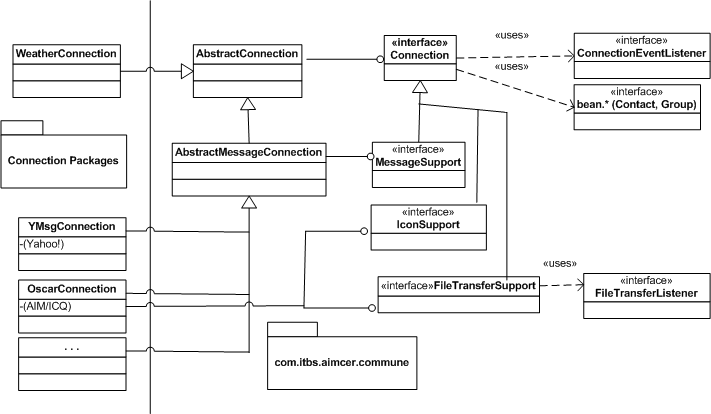 WeatherConnection
AbstractConnection
«interface»
Connection
«uses»
«uses»
«interface»
ConnectionEventListener
«interface»
bean.* (Contact, Group)
Connection Packages
AbstractMessageConnection
«interface»
MessageSupport
YMsgConnection
-(Yahoo!)
«interface»
IconSupport
OscarConnection
-(AIM/ICQ)
«interface»FileTransferSupport
«uses»
«interface»
FileTransferListener
. . .
com.itbs.aimcer.commune